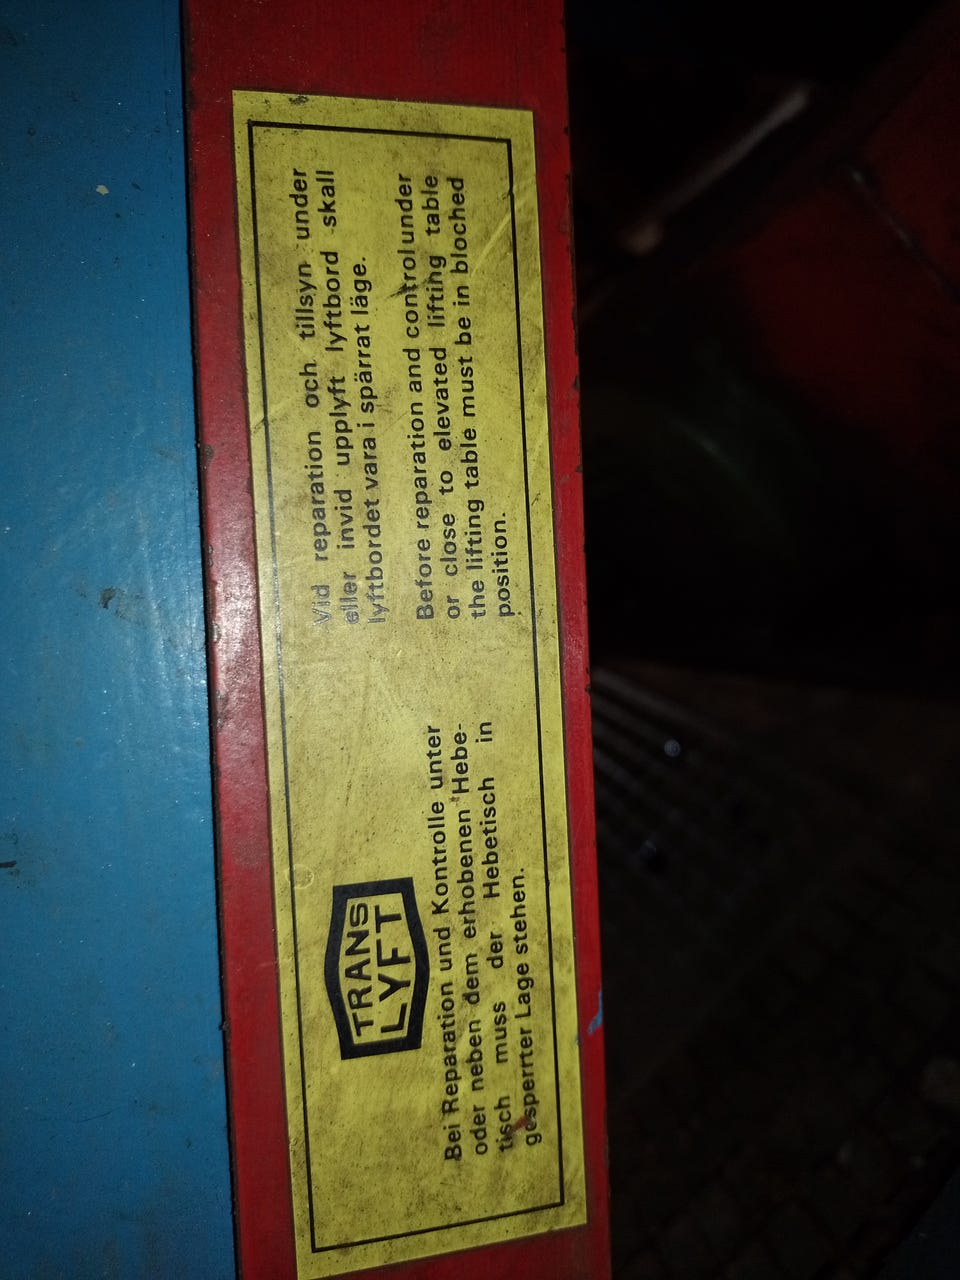 TRANS
LYFT
Bei Reparation und Kontrolle unter
oder neben dem erhobenen Hebe-
tisch muss der Hebetisch in
gesperrter Lage stehen.
Vid reparation och tillsyn under
eller invid upplyft lyftbord skall
lyftbordet vara i spärrat läge.
Before reparation and control under
or close to elevated lifting table
the lifting table must be in bloched
position.